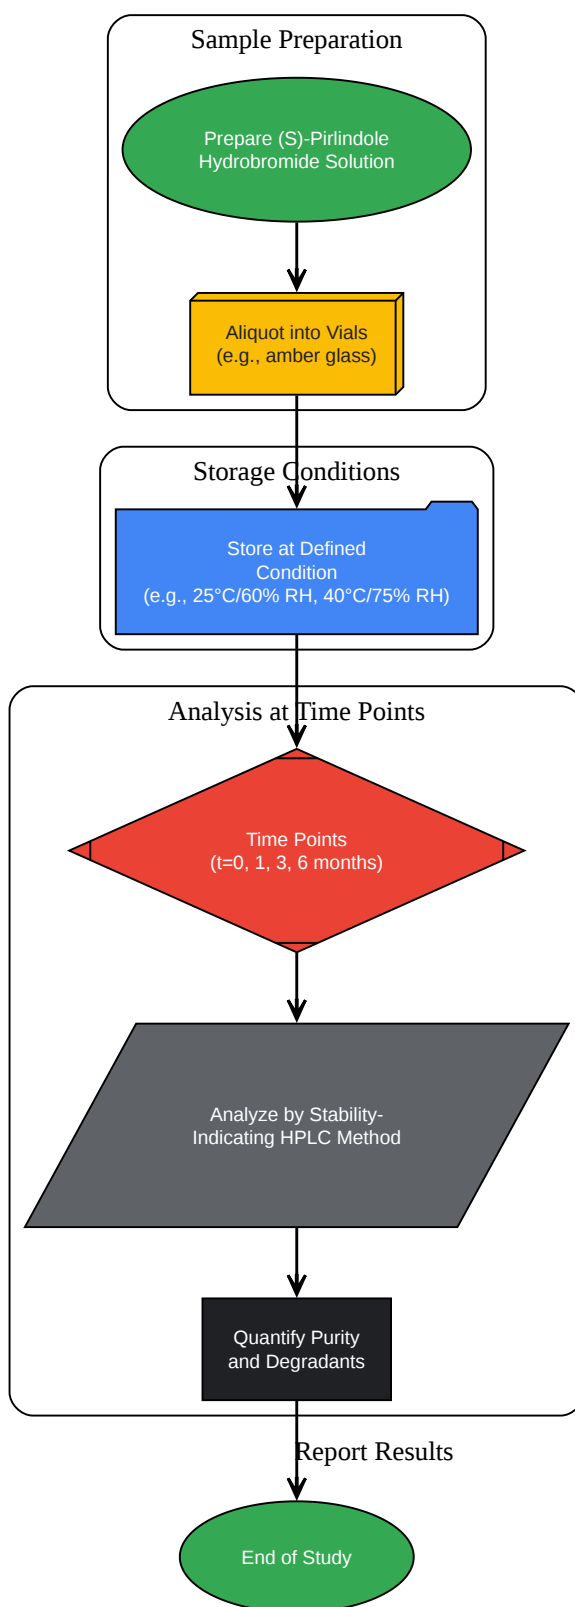 Sample Preparation
Prepare (S)-Pirlindole
Hydrobromide Solution
Aliquot into Vials
(e.g., amber glass)
Storage Conditions
Store at Defined
Condition
(e.g., 25°C/60% RH, 40°C/75% RH)
Analysis at Time Points
Time Points
(t=0, 1, 3, 6 months)
Analyze by Stability-
Indicating HPLC Method
Quantify Purity
and Degradants
Report Results
End of Study